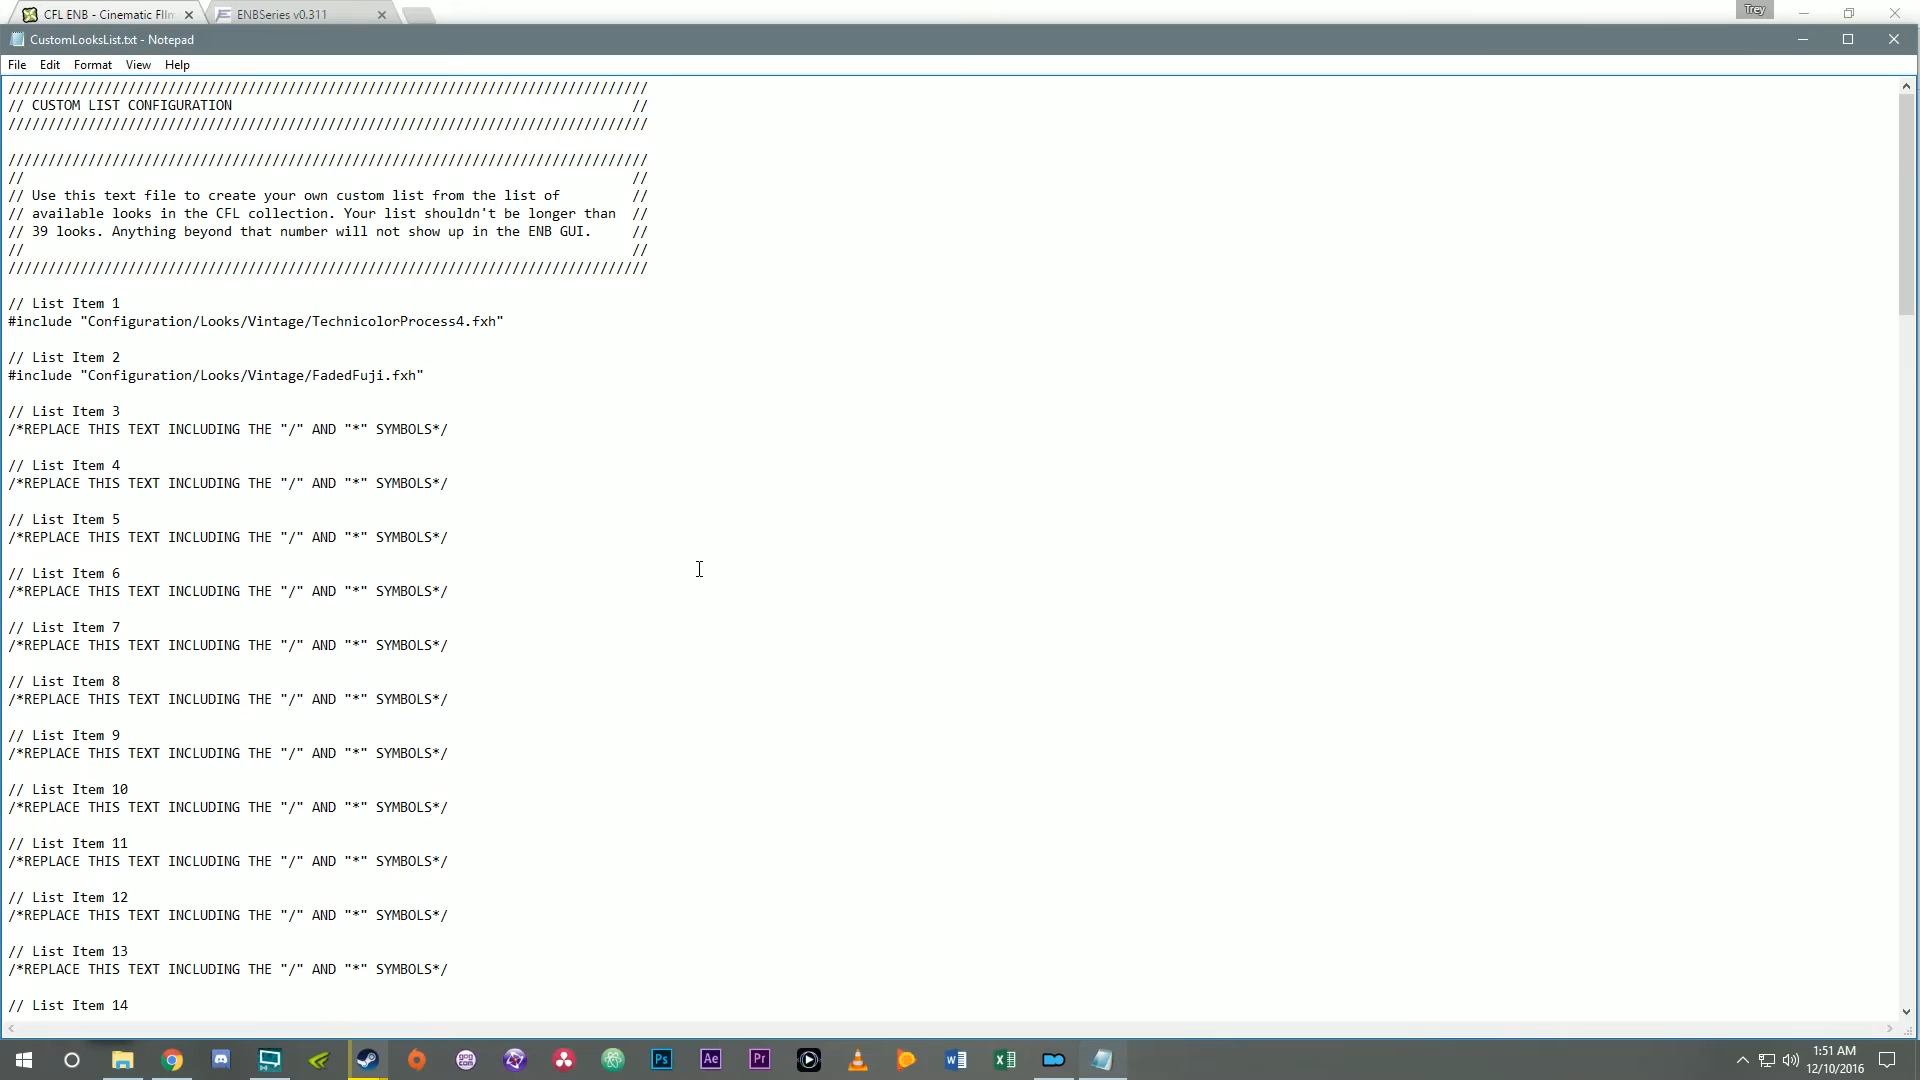 CFL ENB - Cinematic FIlm
ENBSeries v0.311
Trey
CustomLooksList.txt - Notepad
File Edit Format View Help
////////////////////////////////////////////////////////////////////////////////
// CUSTOM LIST CONFIGURATION //
////////////////////////////////////////////////////////////////////////////////
////////////////////////////////////////////////////////////////////////////////
// //
// Use this text file to create your own custom list from the list of //
// available looks in the CFL collection. Your list shouldn't be longer than //
// 39 looks. Anything beyond that number will not show up in the ENB GUI. //
// //
////////////////////////////////////////////////////////////////////////////////
// List Item 1
#include "Configuration/Looks/Vintage/TechnicolorProcess4.fxh"
// List Item 2
#include "Configuration/Looks/Vintage/FadedFuji.fxh"
// List Item 3
/*REPLACE THIS TEXT INCLUDING THE "/" AND "*" SYMBOLS*/
// List Item 4
/*REPLACE THIS TEXT INCLUDING THE "/" AND "*" SYMBOLS*/
// List Item 5
/*REPLACE THIS TEXT INCLUDING THE "/" AND "*" SYMBOLS*/
// List Item 6
/*REPLACE THIS TEXT INCLUDING THE "/" AND "*" SYMBOLS*/
// List Item 7
/*REPLACE THIS TEXT INCLUDING THE "/" AND "*" SYMBOLS*/
// List Item 8
/*REPLACE THIS TEXT INCLUDING THE "/" AND "*" SYMBOLS*/
// List Item 9
/*REPLACE THIS TEXT INCLUDING THE "/" AND "*" SYMBOLS*/
// List Item 10
/*REPLACE THIS TEXT INCLUDING THE "/" AND "*" SYMBOLS*/
// List Item 11
/*REPLACE THIS TEXT INCLUDING THE "/" AND "*" SYMBOLS*/
// List Item 12
/*REPLACE THIS TEXT INCLUDING THE "/" AND "*" SYMBOLS*/
// List Item 13
/*REPLACE THIS TEXT INCLUDING THE "/" AND "*" SYMBOLS*/
// List Item 14
gog
com
Ps
Ae
Pr
1:51 AM
12/10/2016